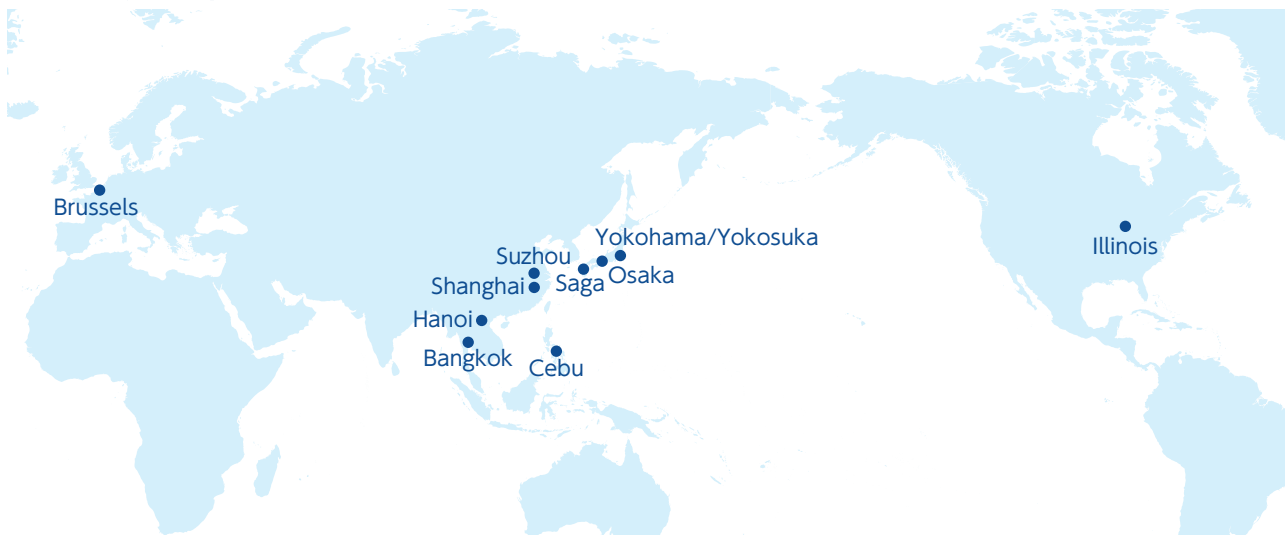 Brussels
Yokohama/Yokosuka
Illinois
Suzhou
Osaka
Saga
Shanghai
Hanoi
Bangkok
Cebu